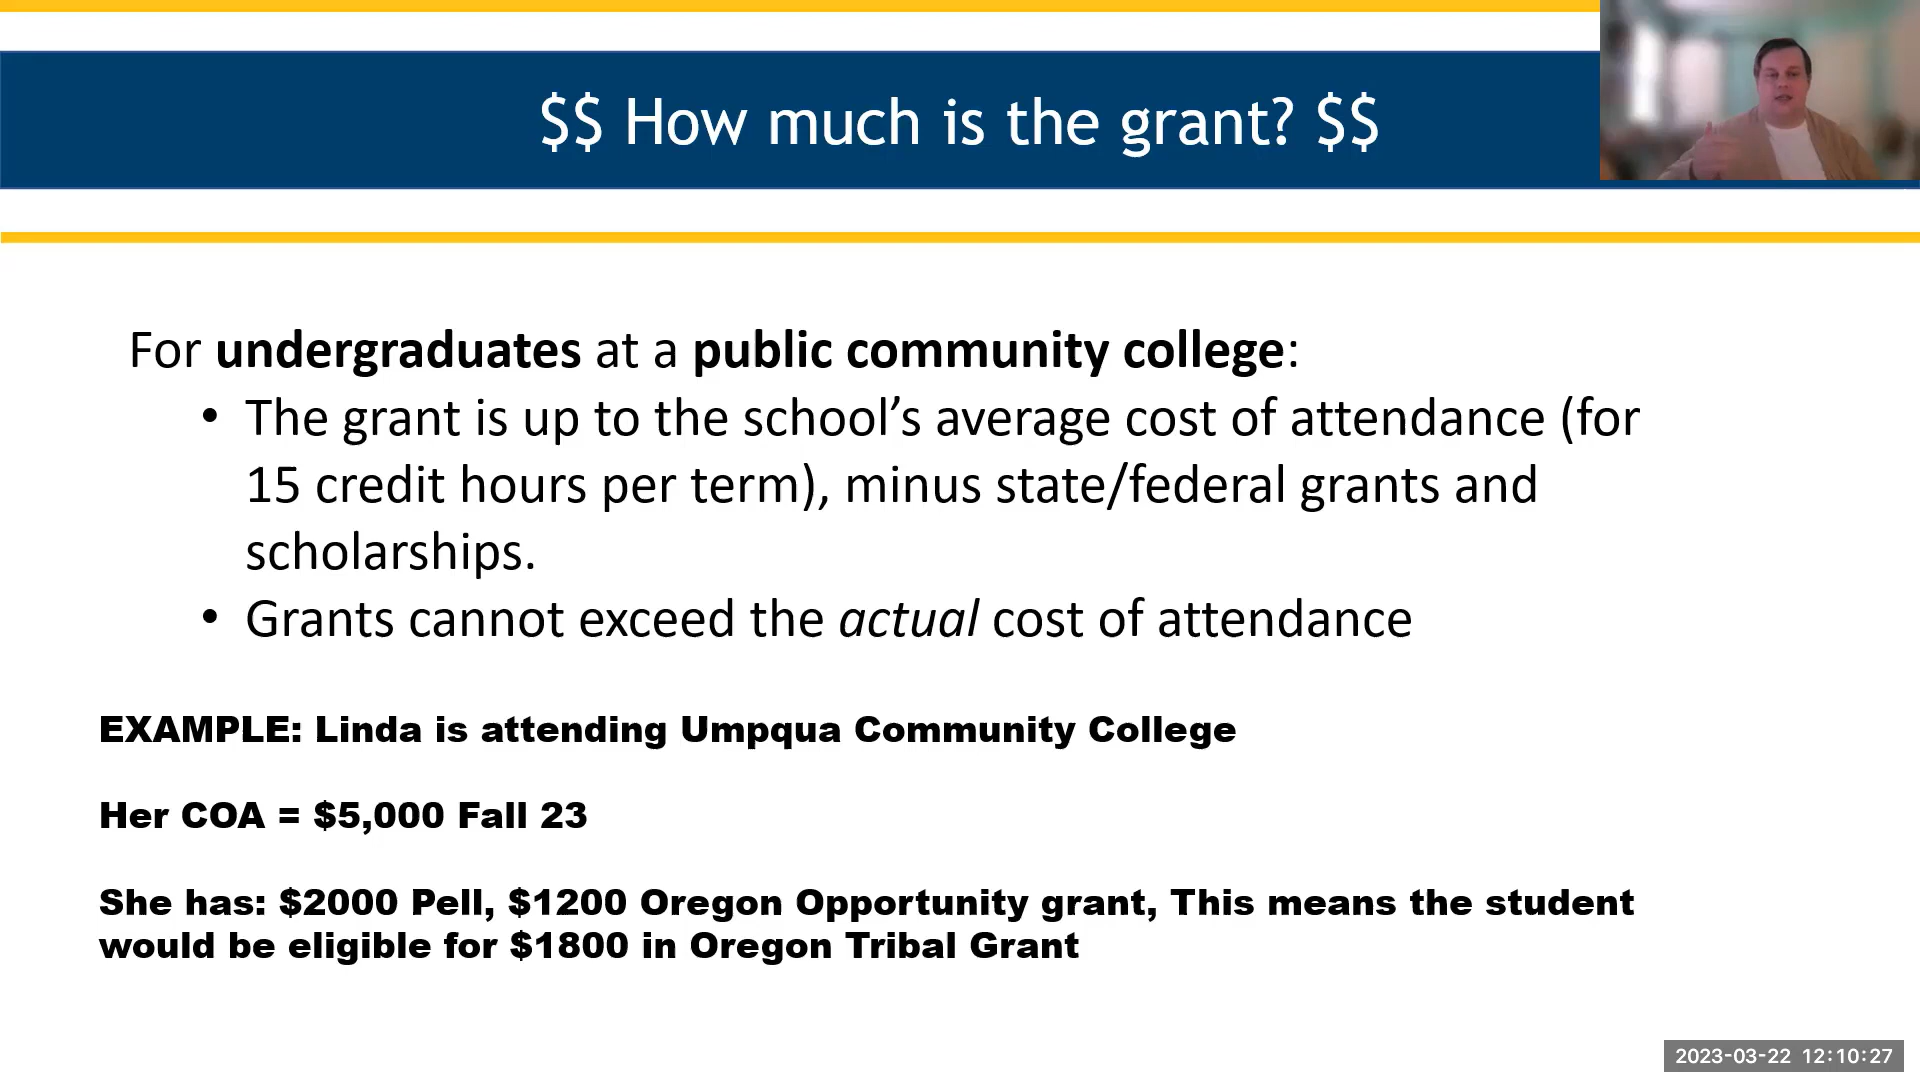 $$ How much is the grant? $$
For undergraduates at a public community college:
• The grant is up to the school’s average cost of attendance (for
15 credit hours per term), minus state/federal grants and
scholarships.
• Grants cannot exceed the actual cost of attendance
EXAMPLE: Linda is attending Umpqua Community College
Her COA = $5,000 Fall 23
She has: $2000 Pell, $1200 Oregon Opportunity grant, This means the student
would be eligible for $1800 in Oregon Tribal Grant
2023-03-22 12:10:27